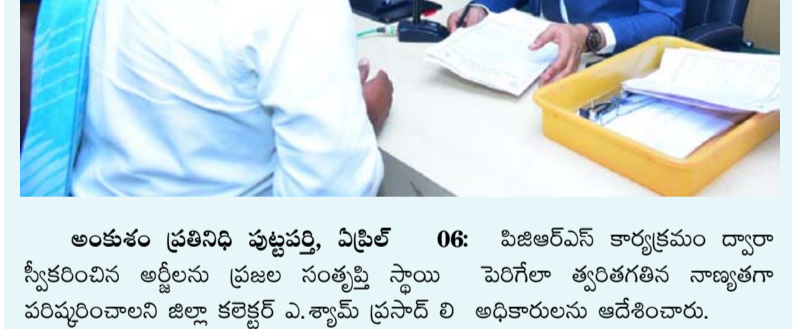 అంకుశం ప్రతినిధి పుట్టపర్తి, ఏప్రిల్ 06: పిజిఆర్ఎస్ కార్యక్రమం ద్వారా
స్వీకరించిన అర్జీలను ప్రజల సంతృప్తి స్థాయి పెరిగేలా త్వరితగతిన నాణ్యతగా
పరిష్కరించాలని జిల్లా కలెక్టర్ ఎ.శ్యామ్ ప్రసాద్ లి అధికారులను ఆదేశించారు.